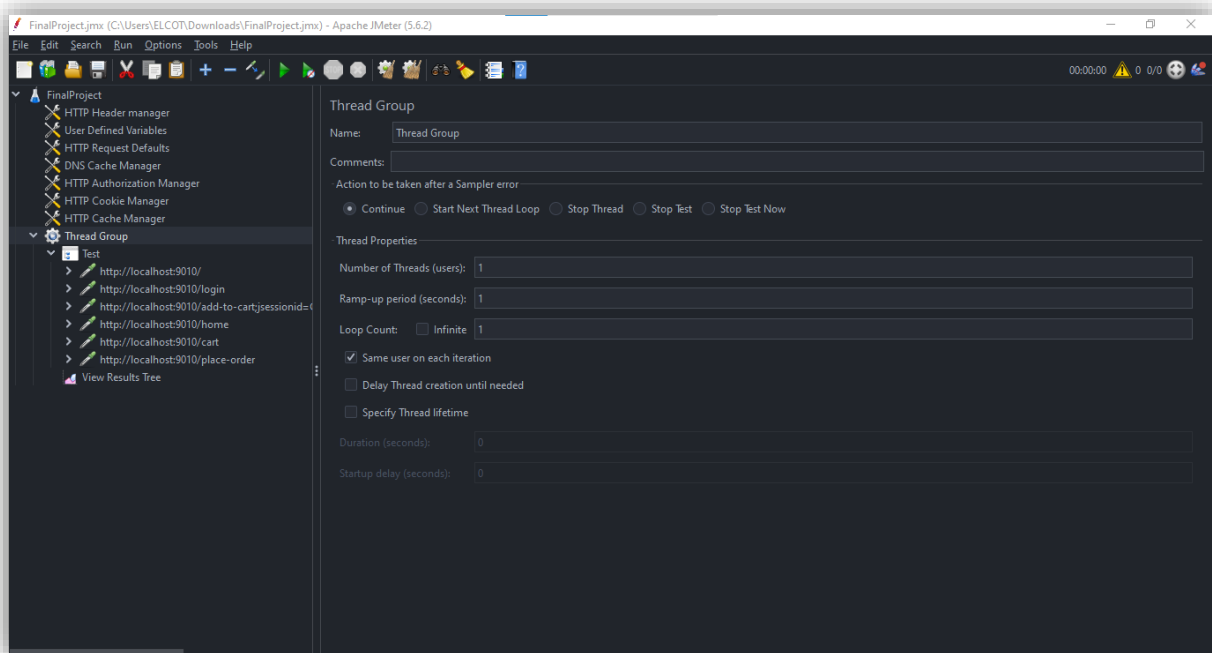 FinalProject.jmx (C:\Users\ELCOT\Downloads\FinalProject.jmx) - Apache JMeter (5.6.2)
File Edit Search Run Options Tools Help
00:00:00 0 0/0
FinalProject
HTTP Header manager
User Defined Variables
HTTP Request Defaults
DNS Cache Manager
HTTP Authorization Manager
HTTP Cookie Manager
HTTP Cache Manager
Thread Group
Test
http://localhost:9010/
http://localhost:9010/login
http://localhost:9010/add-to-cart;jsessionid=
http://localhost:9010/home
http://localhost:9010/cart
http://localhost:9010/place-order
View Results Tree
Thread Group
Name: Thread Group
Comments:
Action to be taken after a Sampler error
Continue Start Next Thread Loop Stop Thread Stop Test Stop Test Now
Thread Properties
Number of Threads (users): 1
Ramp-up period (seconds): 1
Loop Count: Infinite 1
Same user on each iteration
Delay Thread creation until needed
Specify Thread lifetime
Duration (seconds): 0
Startup delay (seconds): 0